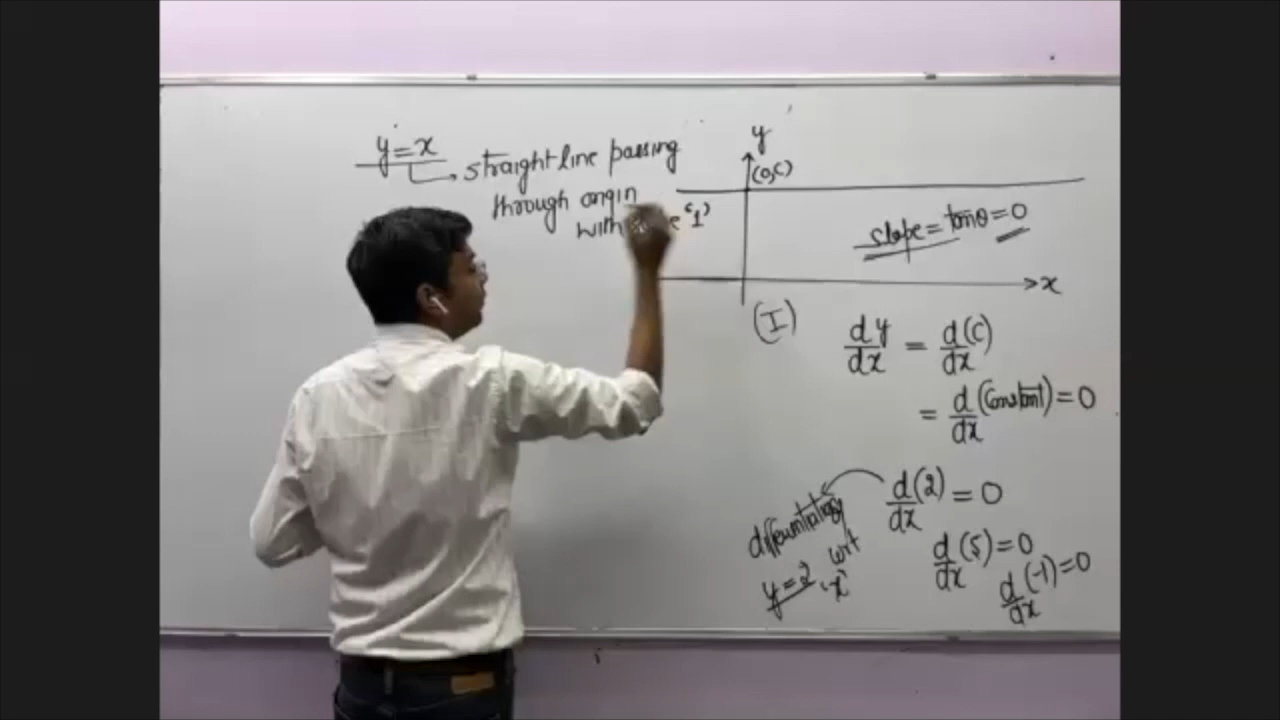 y = x
straight line passing
through origin
with '1'
y
(0,C)
slope = tanθ = 0
x
(I)
dy/dx = d/dx (C)
= d/dx (constant) = 0
d/dx (2) = 0
differentiating
y = 2 wrt 'x'
d/dx (5) = 0
d/dx (-1) = 0